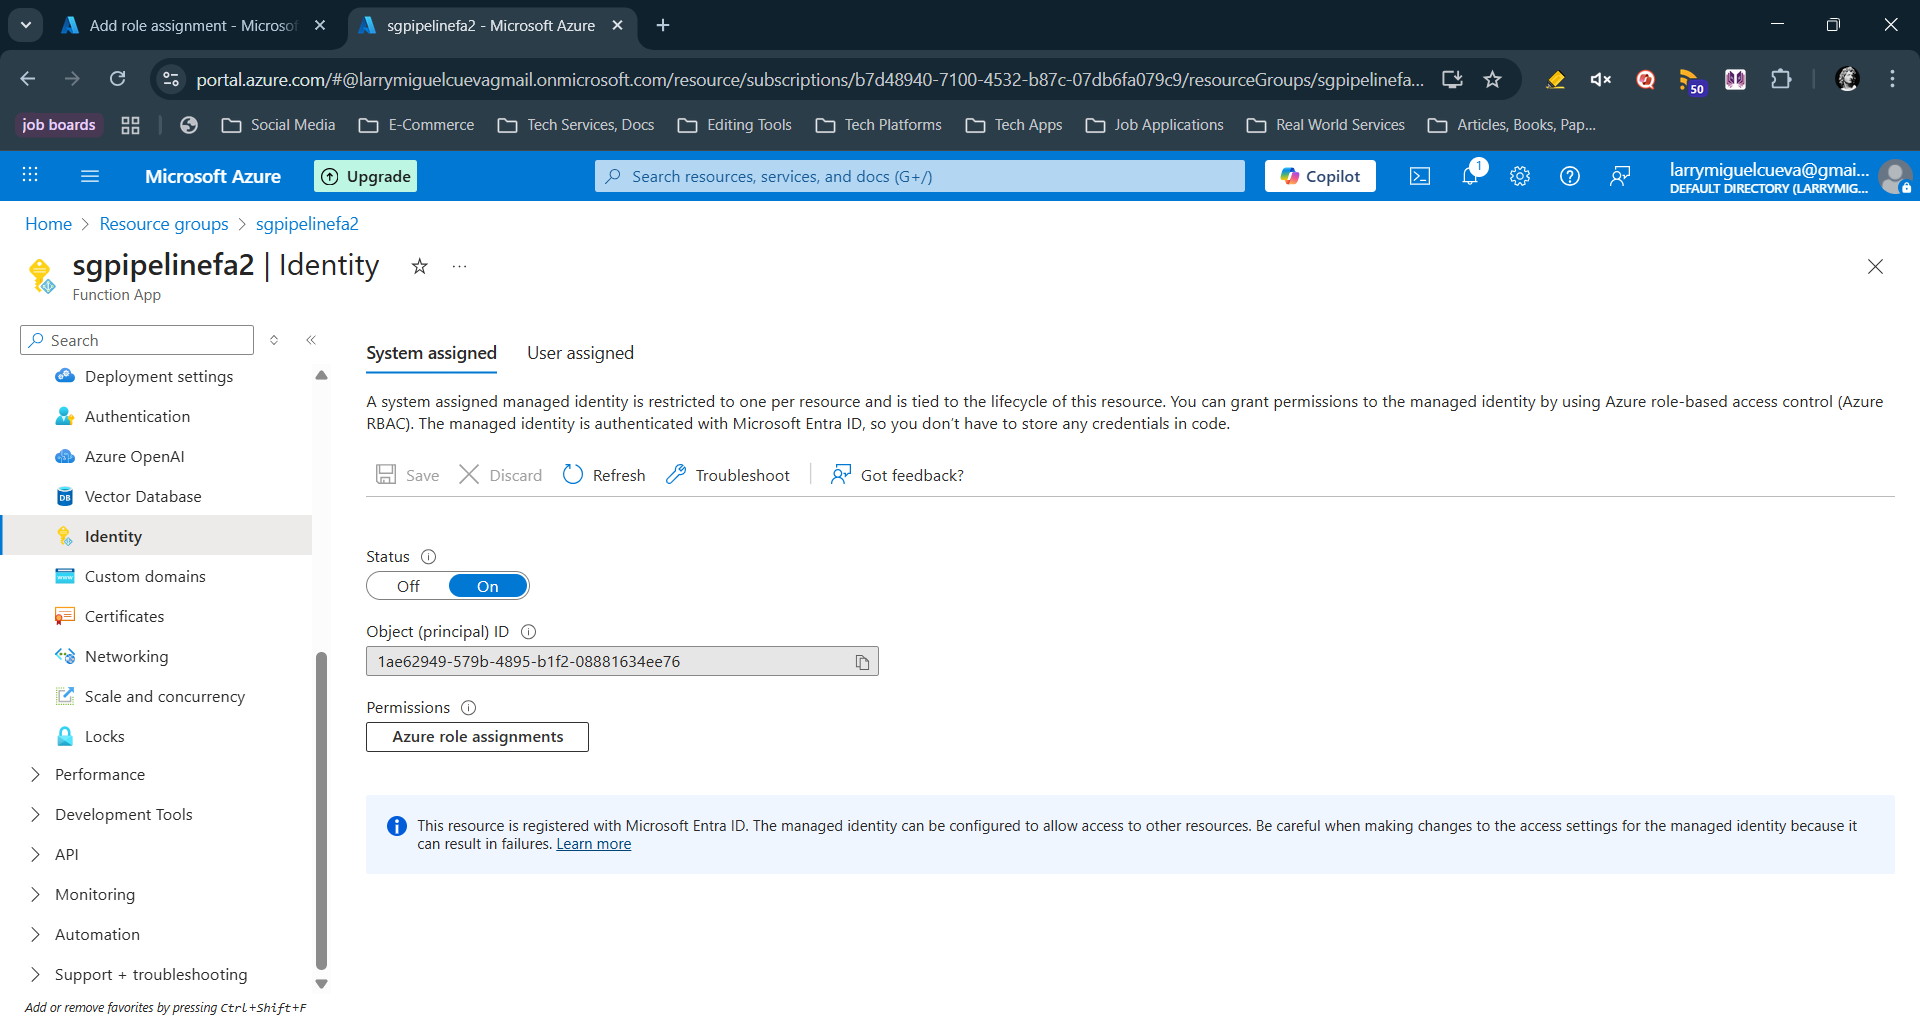 Add role assignment - Microsof
sgpipelinefa2 - Microsoft Azure
portal.azure.com/#@larrymiguelcuevagmail.onmicrosoft.com/resource/subscriptions/b7d48940-7100-4532-b87c-07db6fa079c9/resourceGroups/sgpipelinefa...
50
job boards
Social Media
E-Commerce
Tech Services, Docs
Editing Tools
Tech Platforms
Tech Apps
Job Applications
Real World Services
Articles, Books, Pap...
Microsoft Azure
Upgrade
Search resources, services, and docs (G+/)
Copilot
1
larrymiguelcueva@gmai...
DEFAULT DIRECTORY (LARRYMIG...
Home > Resource groups > sgpipelinefa2
sgpipelinefa2 | Identity
Function App
Search
Deployment settings
Authentication
Azure OpenAI
Vector Database
Identity
Custom domains
Certificates
Networking
Scale and concurrency
Locks
Performance
Development Tools
API
Monitoring
Automation
Support + troubleshooting
Add or remove favorites by pressing Ctrl+Shift+F
System assigned
User assigned
A system assigned managed identity is restricted to one per resource and is tied to the lifecycle of this resource. You can grant permissions to the managed identity by using Azure role-based access control (Azure
RBAC). The managed identity is authenticated with Microsoft Entra ID, so you don't have to store any credentials in code.
Save
Discard
Refresh
Troubleshoot
Got feedback?
Status
Off
On
Object (principal) ID
1ae62949-579b-4895-b1f2-08881634ee76
Permissions
Azure role assignments
This resource is registered with Microsoft Entra ID. The managed identity can be configured to allow access to other resources. Be careful when making changes to the access settings for the managed identity because it
can result in failures. Learn more